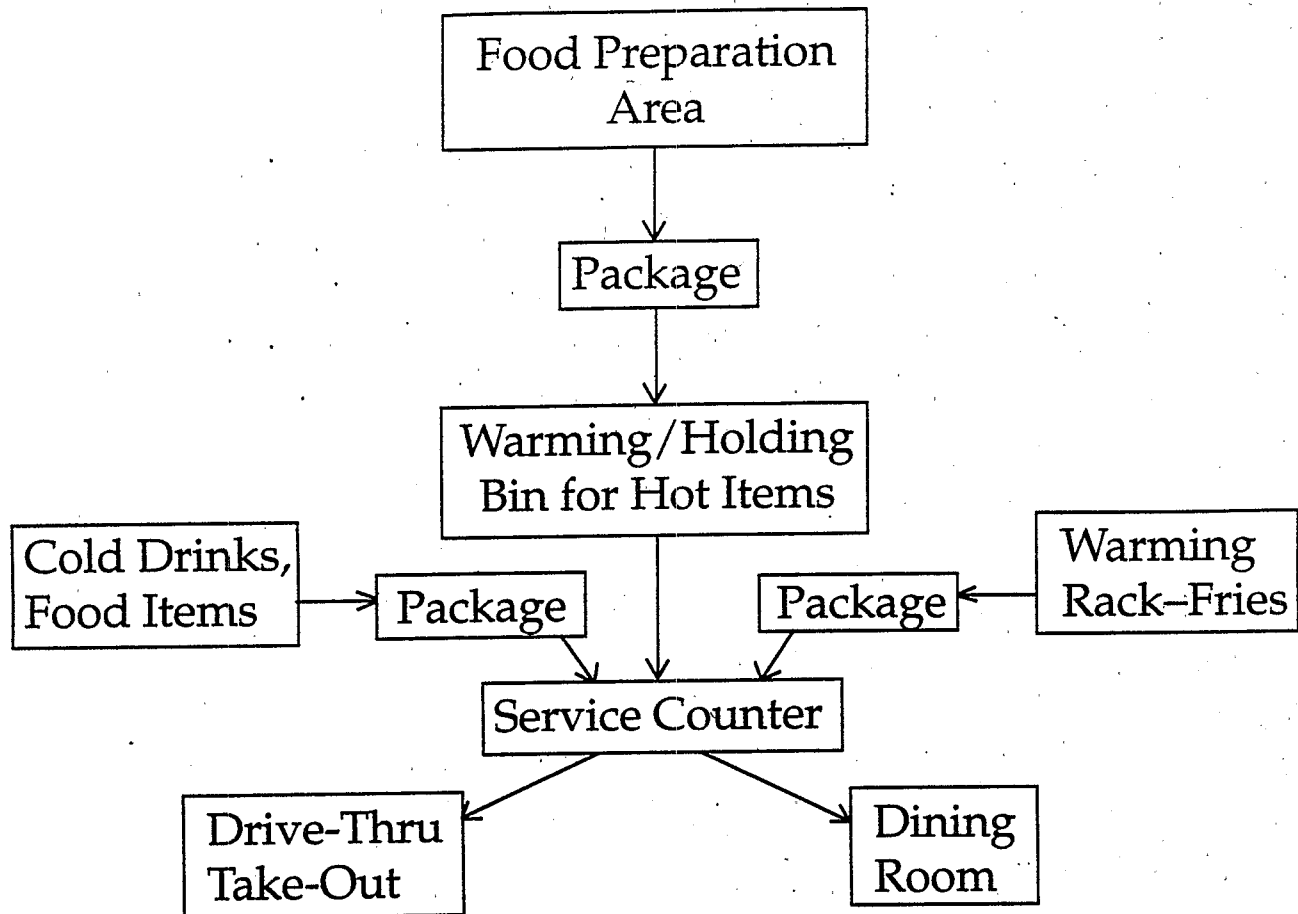 Food Preparation
Area
Package
Warming/Holding
Bin for Hot Items
Cold Drinks,
Food Items
Package
Package
Warming
Rack–Fries
Service Counter
Drive-Thru
Take-Out
Dining
Room